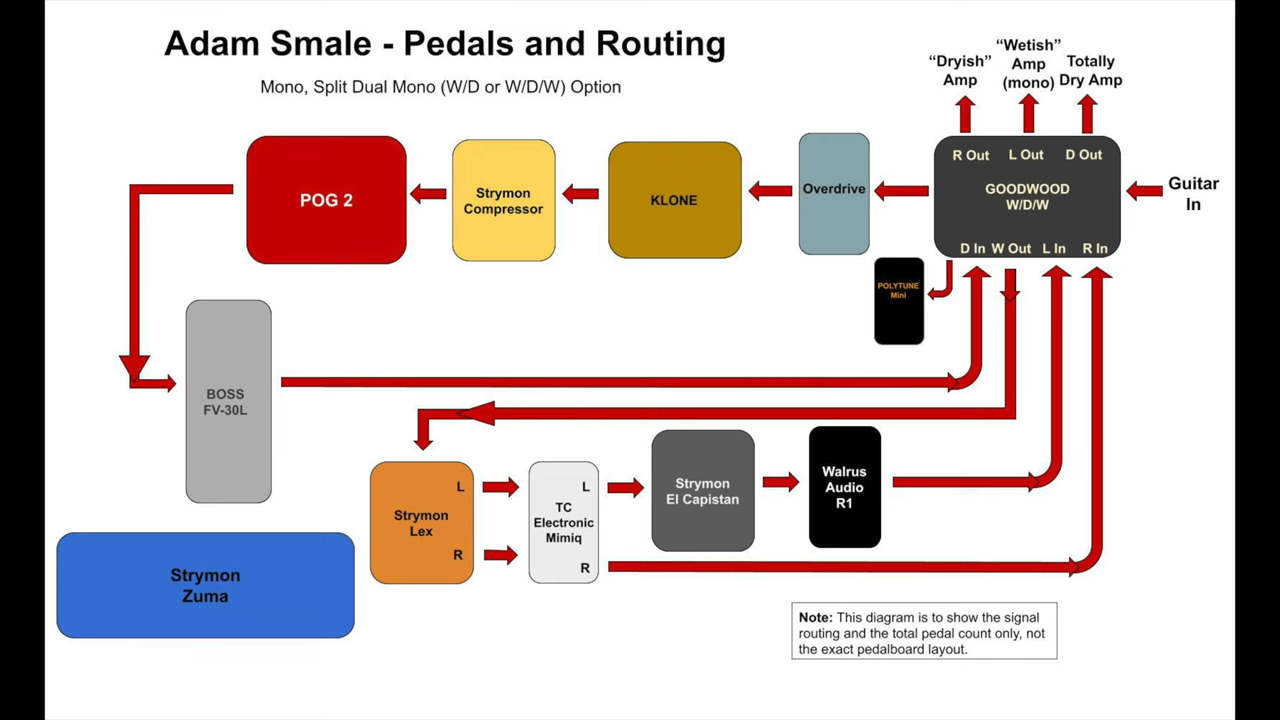 Adam Smale - Pedals and Routing
Mono, Split Dual Mono (W/D or W/D/W) Option
“Dryish”
Amp
“Wetish”
Amp
(mono)
Totally
Dry Amp
R Out
L Out
D Out
GOODWOOD
W/D/W
D In
W Out
L In
R In
Guitar
In
Overdrive
KLONE
Strymon
Compressor
POG 2
POLYTUNE
Mini
BOSS
FV-30L
Strymon
Lex
L
R
TC
Electronic
Mimiq
L
R
Strymon
El Capistan
Walrus
Audio
R1
Strymon
Zuma
Note: This diagram is to show the signal
routing and the total pedal count only, not
the exact pedalboard layout.